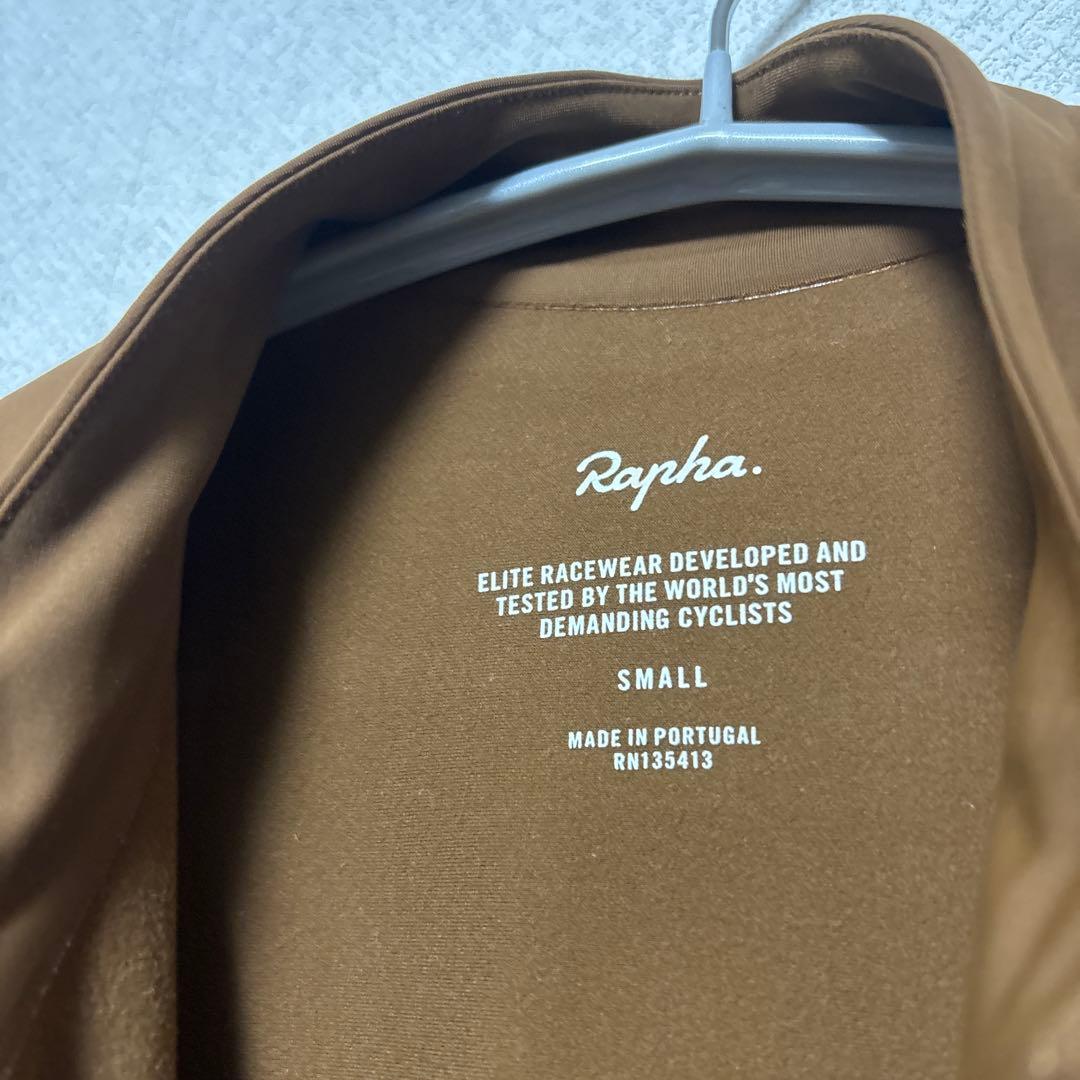 Rapha.
ELITE RACEWEAR DEVELOPED AND
TESTED BY THE WORLD'S MOST
DEMANDING CYCLISTS
SMALL
MADE IN PORTUGAL
RN135413